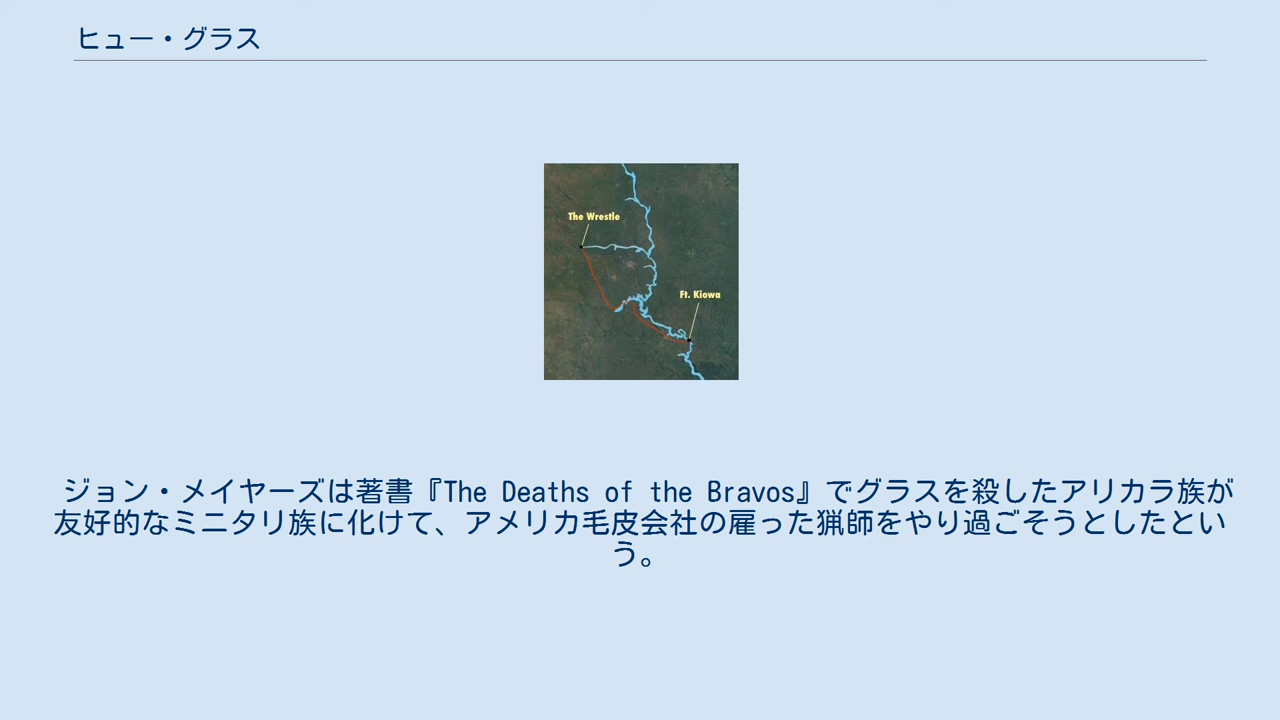 ヒュー・グラス
The Wrestle
Ft. Kiowa
ジョン・メイヤーズは著書『The Deaths of the Bravos』でグラスを殺したアリカラ族が
友好的なミニタリ族に化けて、アメリカ毛皮会社の雇った猟師をやり過ごそうとしたとい
う。